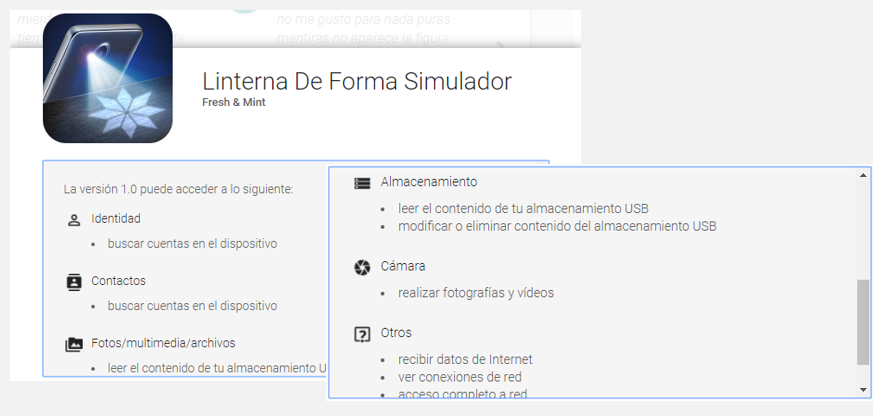 no me gusto para nada puras
mentiras no aparece la figura
Linterna De Forma Simulador
Fresh & Mint
La versión 1.0 puede acceder a lo siguiente:
Identidad
• buscar cuentas en el dispositivo
Contactos
• buscar cuentas en el dispositivo
Fotos/multimedia/archivos
• leer el contenido de tu almacenamiento U
Almacenamiento
• leer el contenido de tu almacenamiento USB
• modificar o eliminar contenido del almacenamiento USB
Cámara
• realizar fotografías y vídeos
Otros
• recibir datos de Internet
• ver conexiones de red
• acceso completo a red